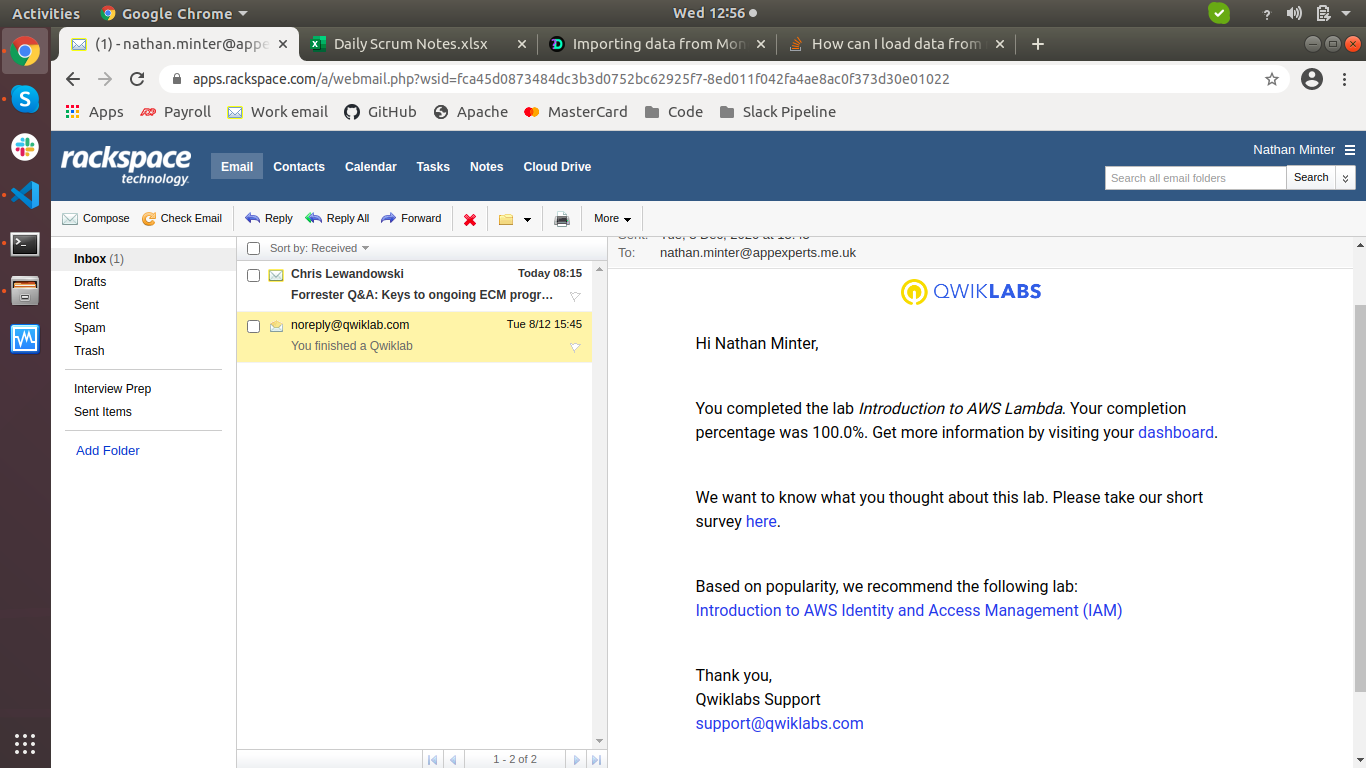 Activities
Google Chrome
Wed 12:56
(1) - nathan.minter@appe
Daily Scrum Notes.xlsx
Importing data from Mon
How can I load data from
apps.rackspace.com/a/webmail.php?wsid=fca45d0873484dc3b3d0752bc62925f7-8ed011f042fa4ae8ac0f373d30e01022
Apps
Payroll
Work email
GitHub
Apache
MasterCard
Code
Slack Pipeline
rackspace
technology.
Email
Contacts
Calendar
Tasks
Notes
Cloud Drive
Nathan Minter
Search all email folders
Search
Compose
Check Email
Reply
Reply All
Forward
More
Inbox (1)
Drafts
Sent
Spam
Trash
Interview Prep
Sent Items
Add Folder
Sort by: Received
Chris Lewandowski
Today 08:15
Forrester Q&A: Keys to ongoing ECM progr...
noreply@qwiklab.com
Tue 8/12 15:45
You finished a Qwiklab
1 - 2 of 2
To:
nathan.minter@appexperts.me.uk
QWIKLABS
Hi Nathan Minter,
You completed the lab Introduction to AWS Lambda. Your completion
percentage was 100.0%. Get more information by visiting your dashboard.
We want to know what you thought about this lab. Please take our short
survey here.
Based on popularity, we recommend the following lab:
Introduction to AWS Identity and Access Management (IAM)
Thank you,
Qwiklabs Support
support@qwiklabs.com